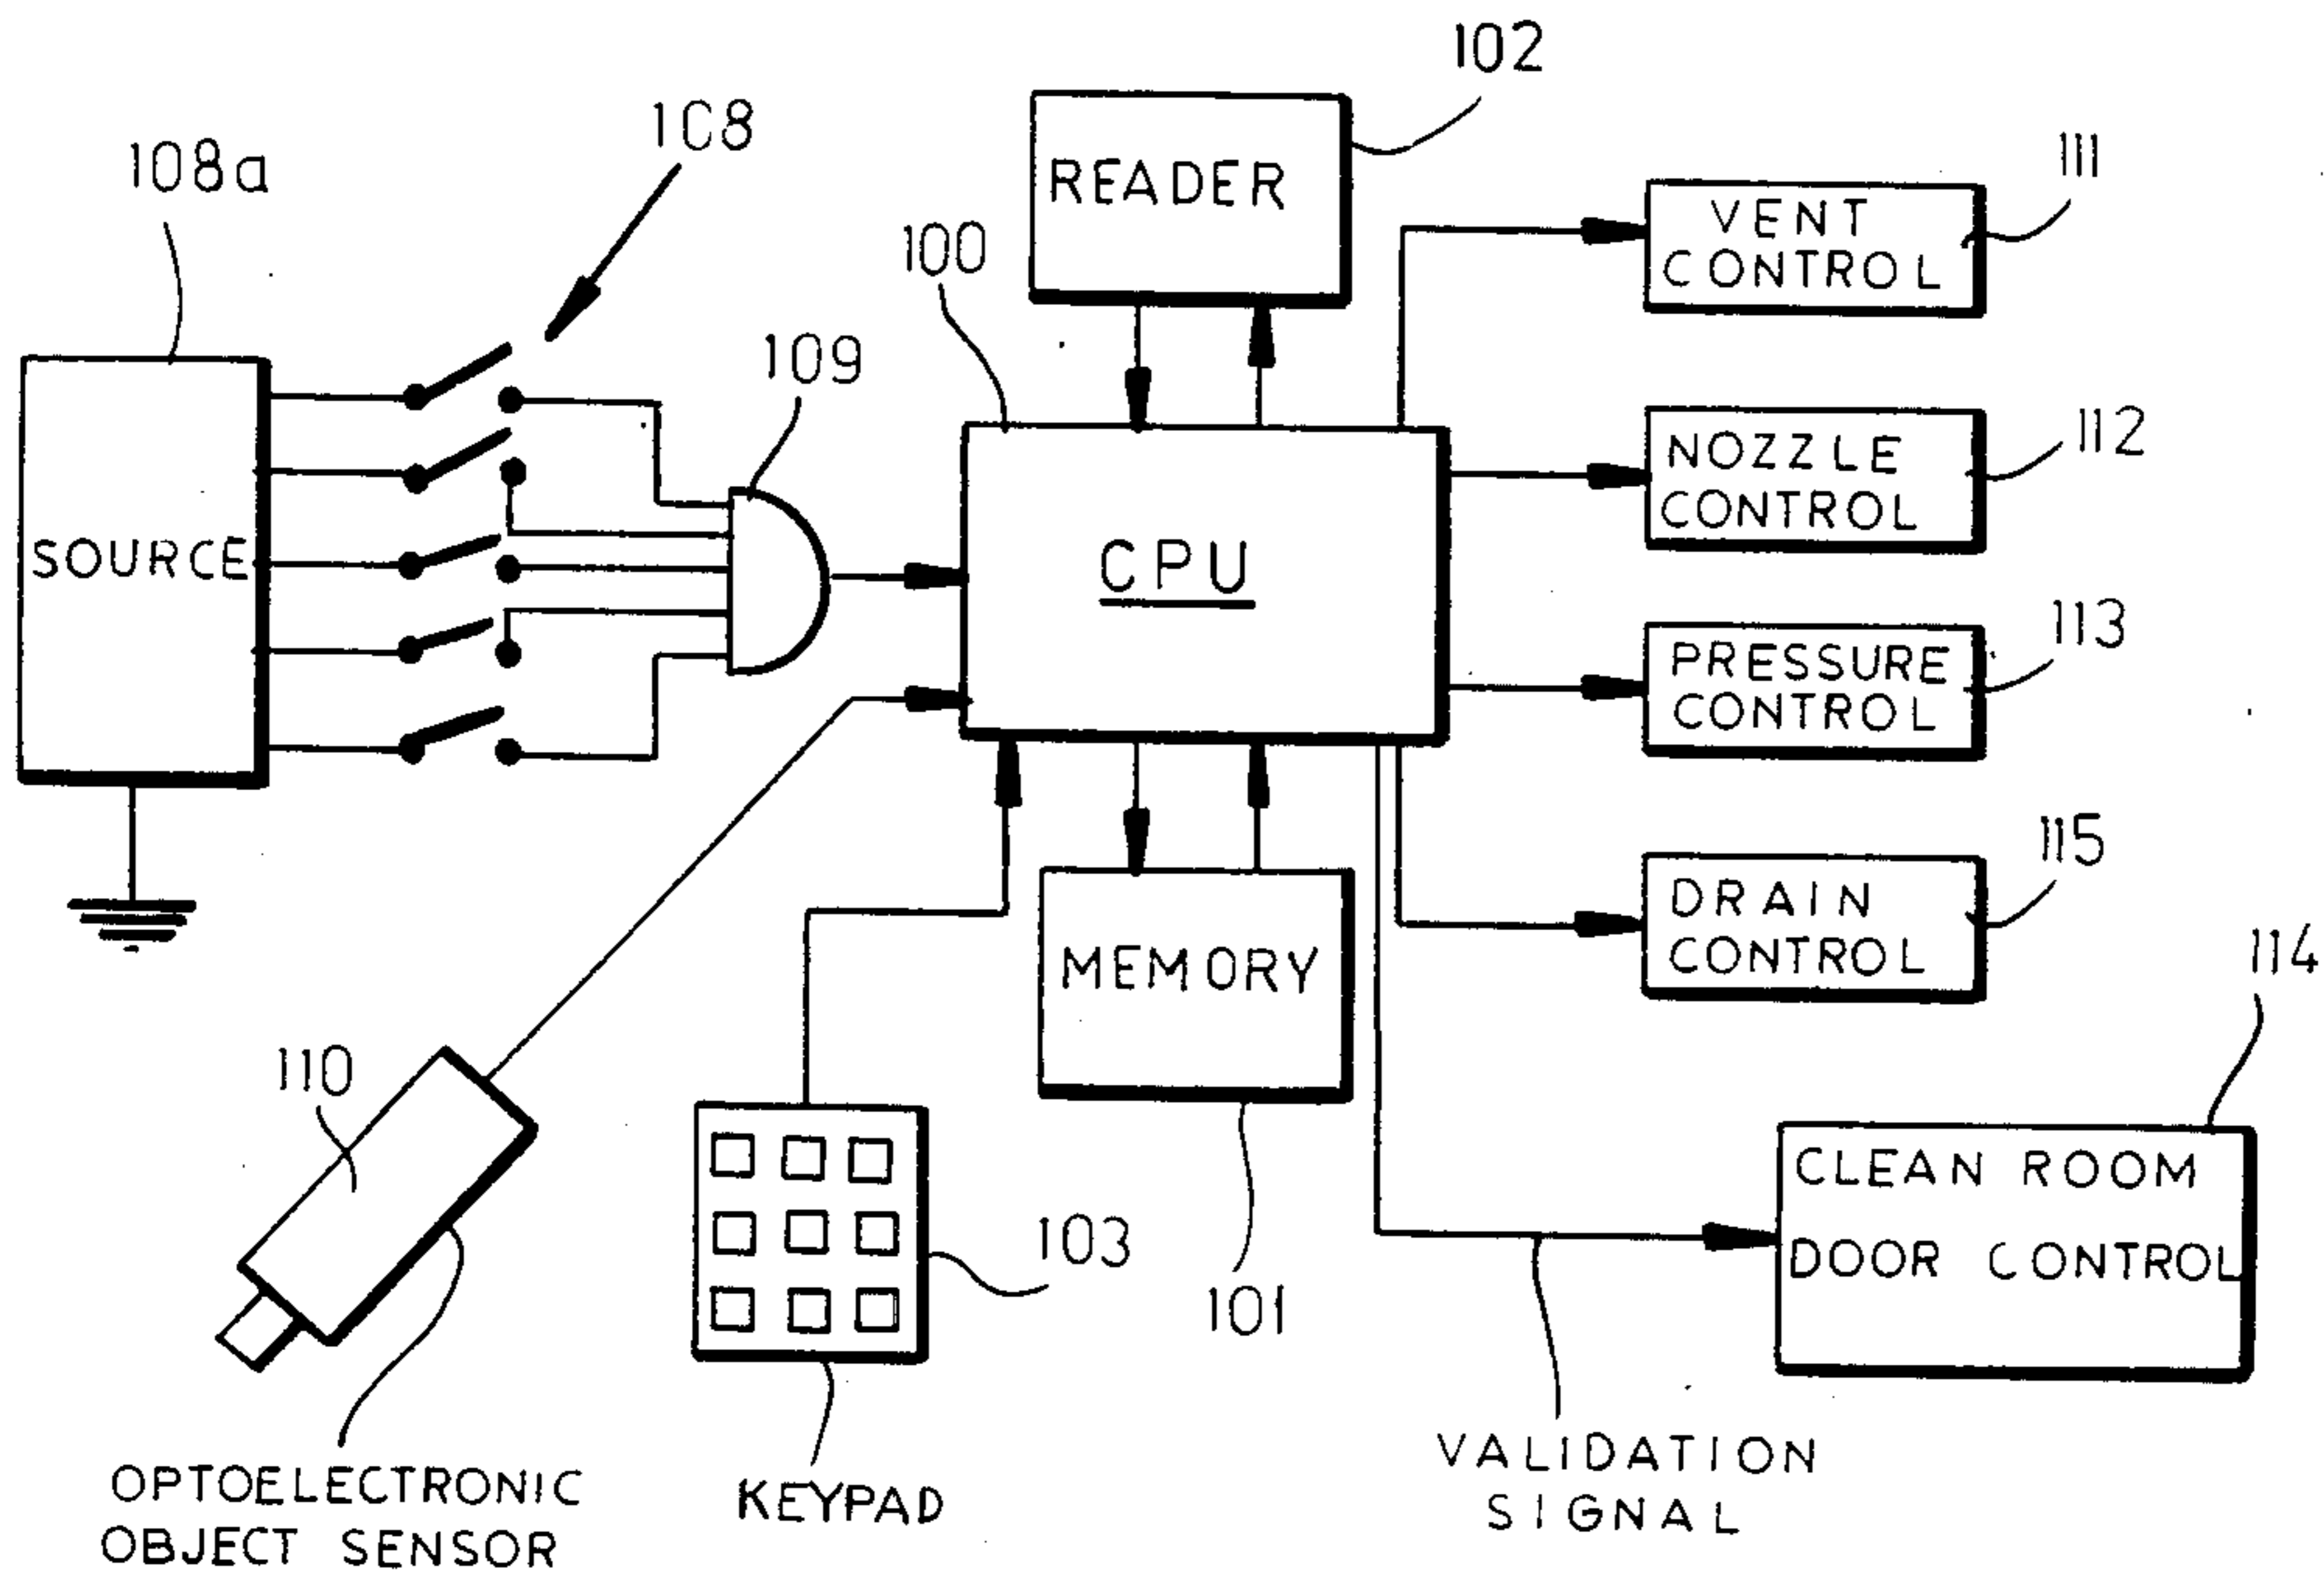 102
1C8
108a
READER
111
VENT
CONTROL
100
109
112
NOZZLE
CONTROL
SOURCE
CPU
113
PRESSURE
CONTROL
115
DRAIN
CONTROL
114
MEMORY
110
103
101
CLEAN ROOM
DOOR CONTROL
VALIDATION
SIGNAL
OPTOELECTRONIC
OBJECT SENSOR
KEYPAD